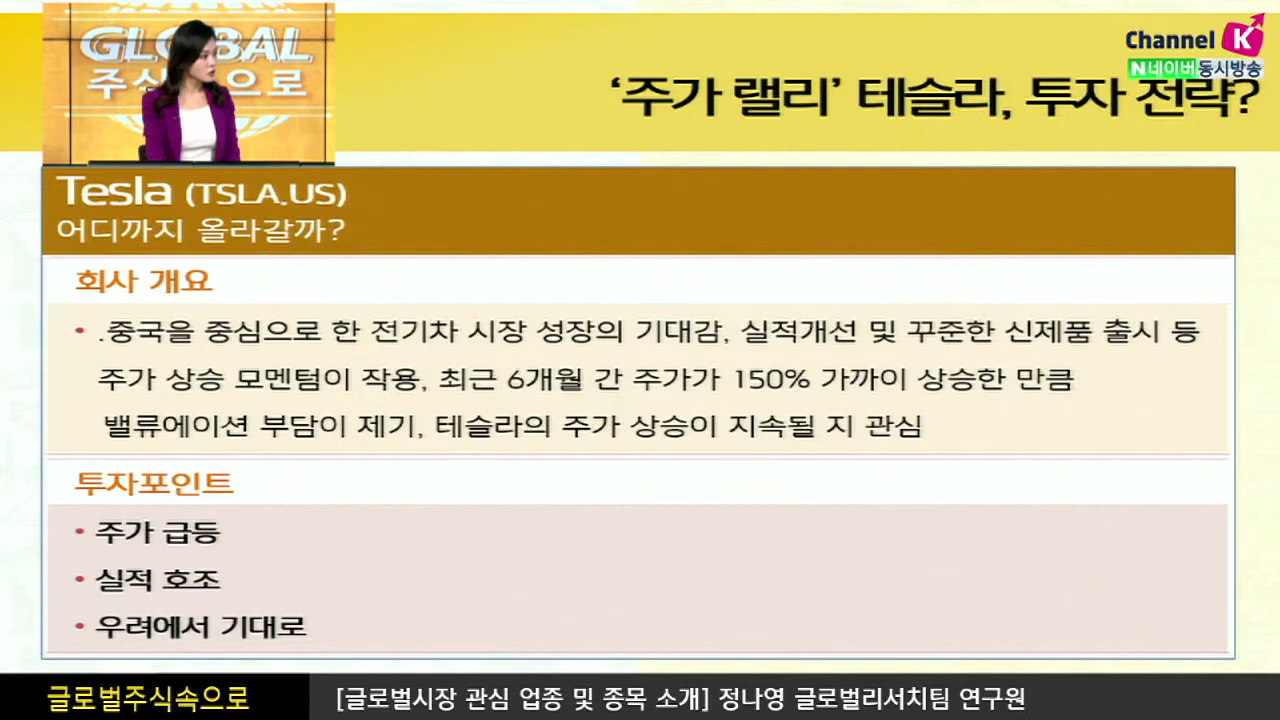 GLOBAL
주식 으로
Channel K
N네이버 동시방송
'주가 랠리' 테슬라, 투자 전략?
Tesla (TSLA.US)
어디까지 올라갈까?
회사 개요
• .중국을 중심으로 한 전기차 시장 성장의 기대감, 실적개선 및 꾸준한 신제품 출시 등
주가 상승 모멘텀이 작용, 최근 6개월 간 주가가 150% 가까이 상승한 만큼
밸류에이션 부담이 제기, 테슬라의 주가 상승이 지속될 지 관심
투자포인트
• 주가 급등
• 실적 호조
• 우려에서 기대로
글로벌주식속으로
[글로벌시장 관심 업종 및 종목 소개] 정나영 글로벌리서치팀 연구원